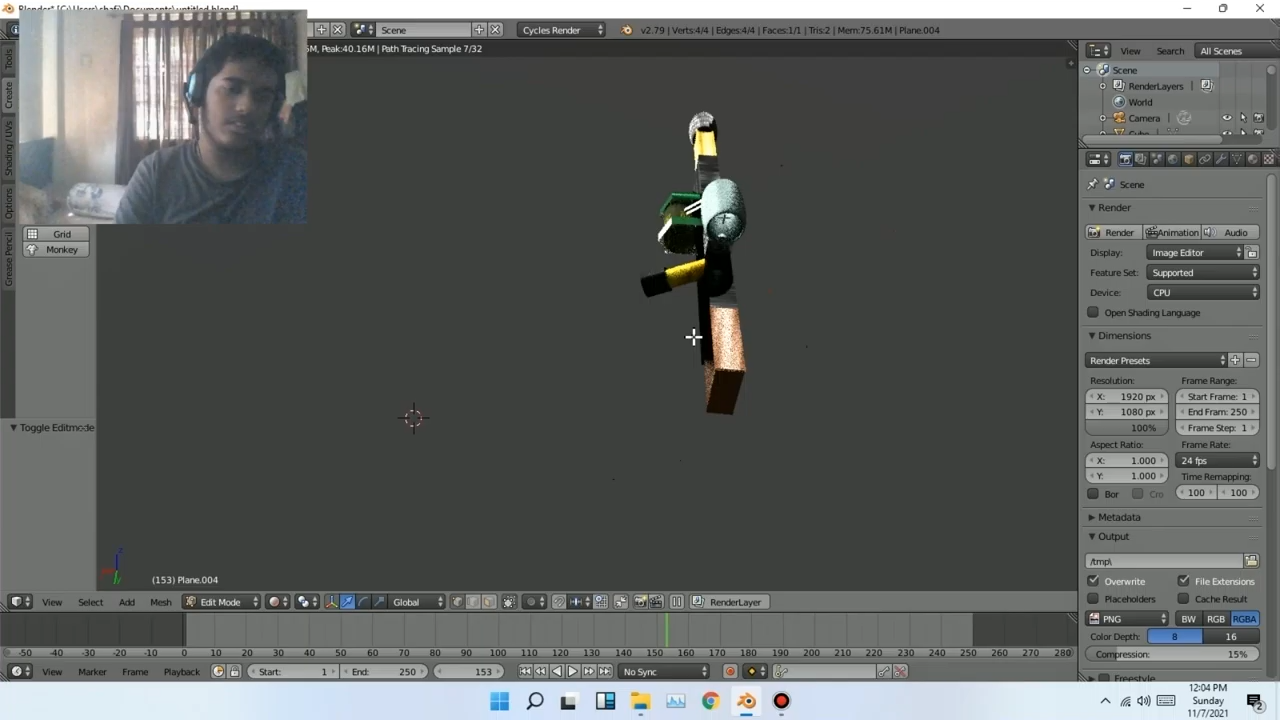 Blender* [C:\Users\shafi\Documents\untitled.blend]
Scene
Cycles Render
v2.79 | Verts:4/4 | Edges:4/4 | Faces:1/1 | Tris:2 | Mem:75.61M | Plane.004
M, Peak:40.16M | Path Tracing Sample 7/32
View Search All Scenes
Scene
RenderLayers
World
Camera
Tools
Create
Shading / UVs
Options
Grease Pencil
Grid
Monkey
Toggle Editmode
Scene
Render
Render Animation Audio
Display: Image Editor
Feature Set: Supported
Device: CPU
Open Shading Language
Dimensions
Render Presets
Resolution: Frame Range:
X: 1920 px Start Frame: 1
Y: 1080 px End Fram: 250
100% Frame Step: 1
Aspect Ratio: Frame Rate:
X: 1.000 24 fps
Y: 1.000 Time Remapping:
Bor Cro 100 100
Metadata
Output
/tmp\
Overwrite File Extensions
Placeholders Cache Result
PNG BW RGB RGBA
Color Depth: 8 16
Compression: 15%
Freestyle
(153) Plane.004
View Select Add Mesh Edit Mode Global RenderLayer
-50 -40 -30 -20 -10 0 10 20 30 40 50 60 70 80 90 100 110 120 130 140 150 160 170 180 190 200 210 220 230 240 250 260 270 280
View Marker Frame Playback Start: 1 End: 250 153 No Sync
12:04 PM
Sunday
11/7/2021
2